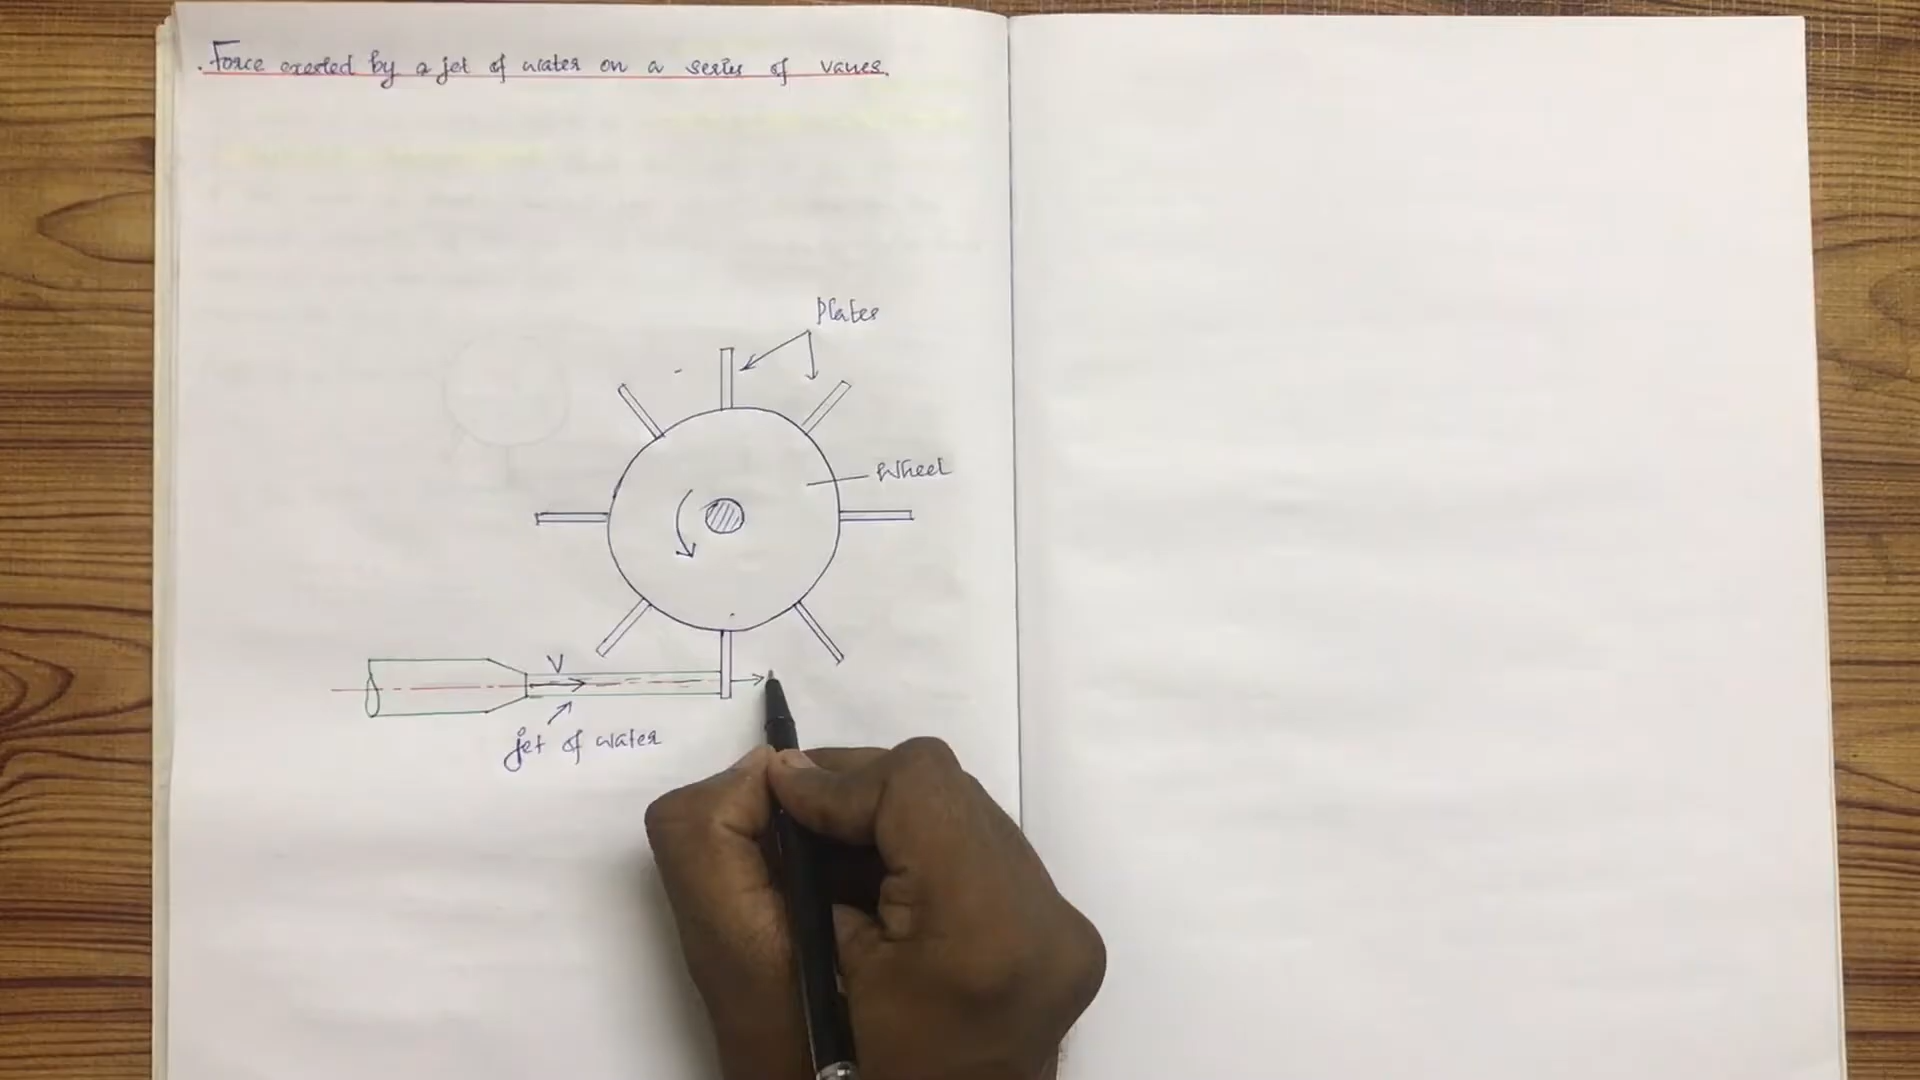 . Force exerted by a jet of water on a series of vanes.
Plates
Wheel
V
jet of water